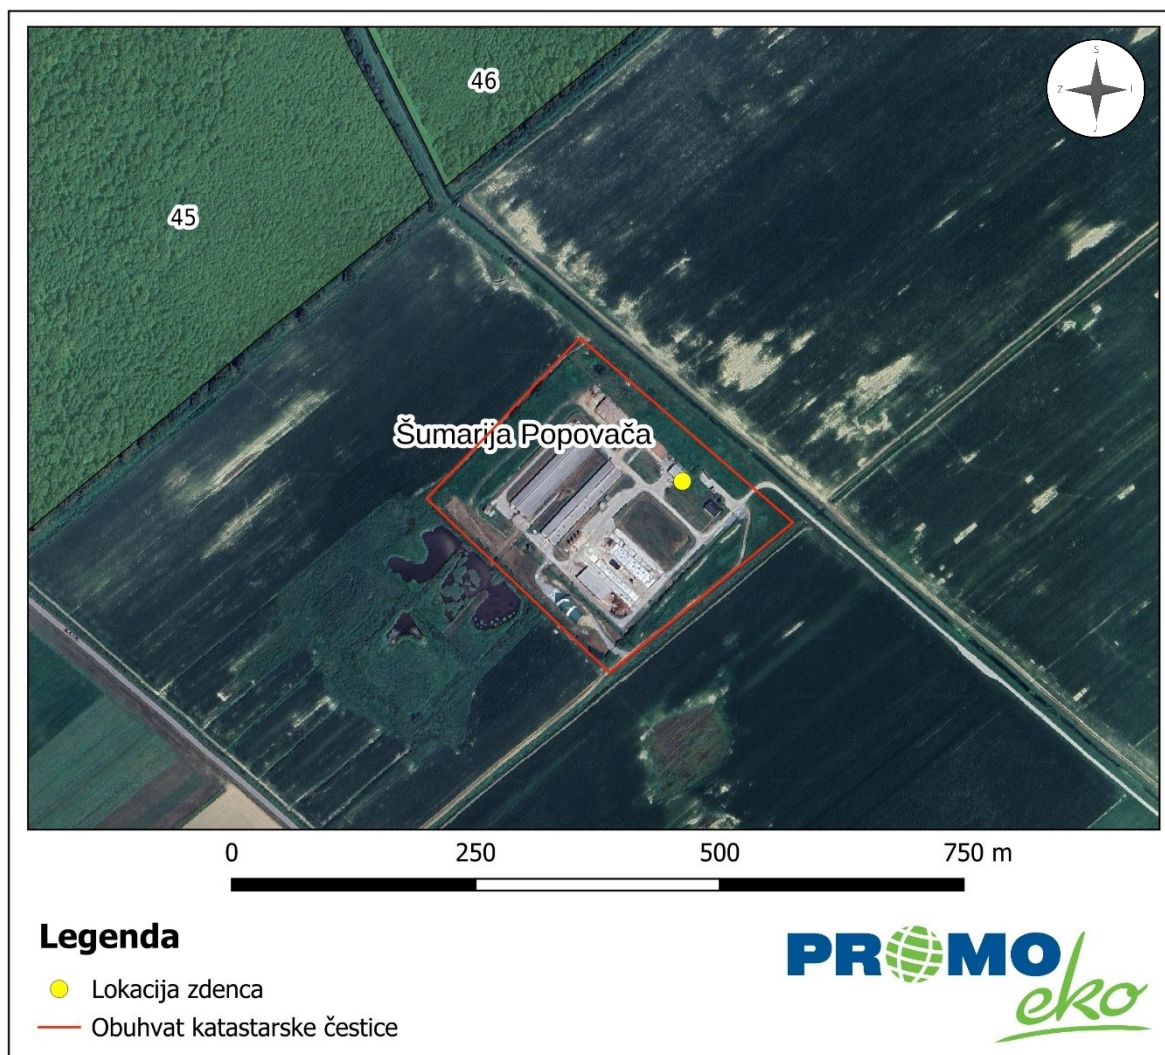 46
S
Z I
J
45
Šumarija Popovača
0 250 500 750 m
Legenda
Lokacija zdenca
Obuhvat katastarske čestice
PROMO
eko